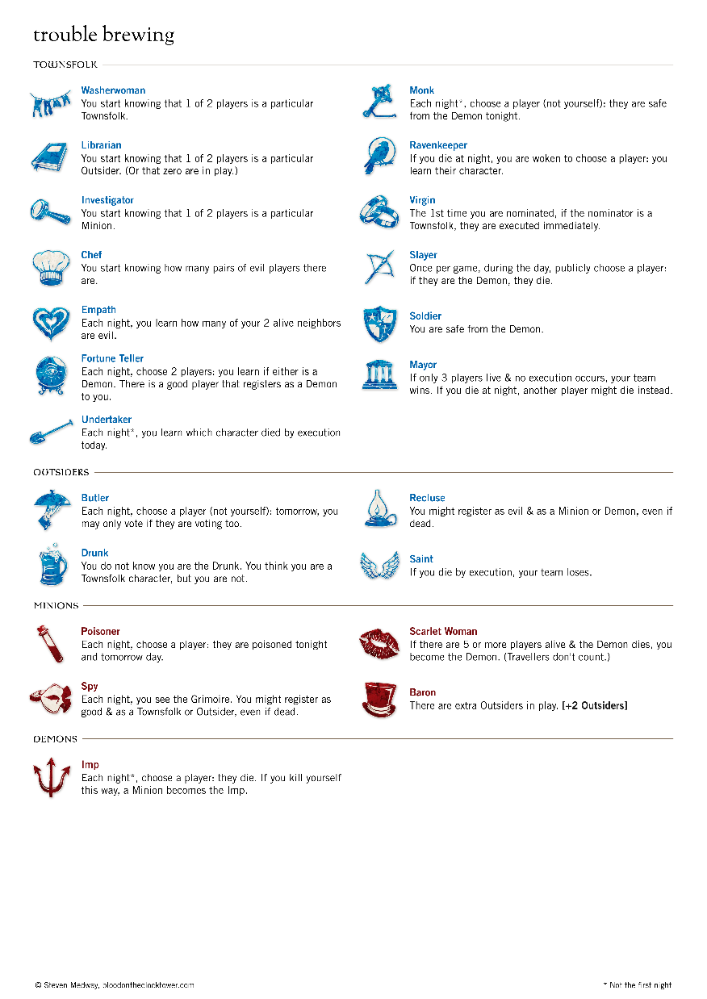 trouble brewing
TOWNSFOLK
Washerwoman
You start knowing that 1 of 2 players is a particular
Townsfolk.
Librarian
You start knowing that 1 of 2 players is a particular
Outsider. (Or that zero are in play.)
Investigator
You start knowing that 1 of 2 players is a particular
Minion.
Chef
You start knowing how many pairs of evil players there
are.
Empath
Each night, you learn how many of your 2 alive neighbors
are evil.
Fortune Teller
Each night, choose 2 players: you learn if either is a
Demon. There is a good player that registers as a Demon
to you.
Undertaker
Each night*, you learn which character died by execution
today.
Monk
Each night*, choose a player (not yourself): they are safe
from the Demon tonight.
Ravenkeeper
If you die at night, you are woken to choose a player: you
learn their character.
Virgin
The 1st time you are nominated, if the nominator is a
Townsfolk, they are executed immediately.
Slayer
Once per game, during the day, publicly choose a player:
if they are the Demon, they die.
Soldier
You are safe from the Demon.
Mayor
If only 3 players live & no execution occurs, your team
wins. If you die at night, another player might die instead.
OUTSIDERS
Butler
Each night, choose a player (not yourself): tomorrow, you
may only vote if they are voting too.
Drunk
You do not know you are the Drunk. You think you are a
Townsfolk character, but you are not.
Recluse
You might register as evil & as a Minion or Demon, even if
dead.
Saint
If you die by execution, your team loses.
MINIONS
Poisoner
Each night, choose a player: they are poisoned tonight
and tomorrow day.
Spy
Each night, you see the Grimoire. You might register as
good & as a Townsfolk or Outsider, even if dead.
Scarlet Woman
If there are 5 or more players alive & the Demon dies, you
become the Demon. (Travellers don't count.)
Baron
There are extra Outsiders in play. [+2 Outsiders]
DEMONS
Imp
Each night*, choose a player: they die. If you kill yourself
this way, a Minion becomes the Imp.
© Steven Medway, bloodontheclocktower.com
* Not the first night